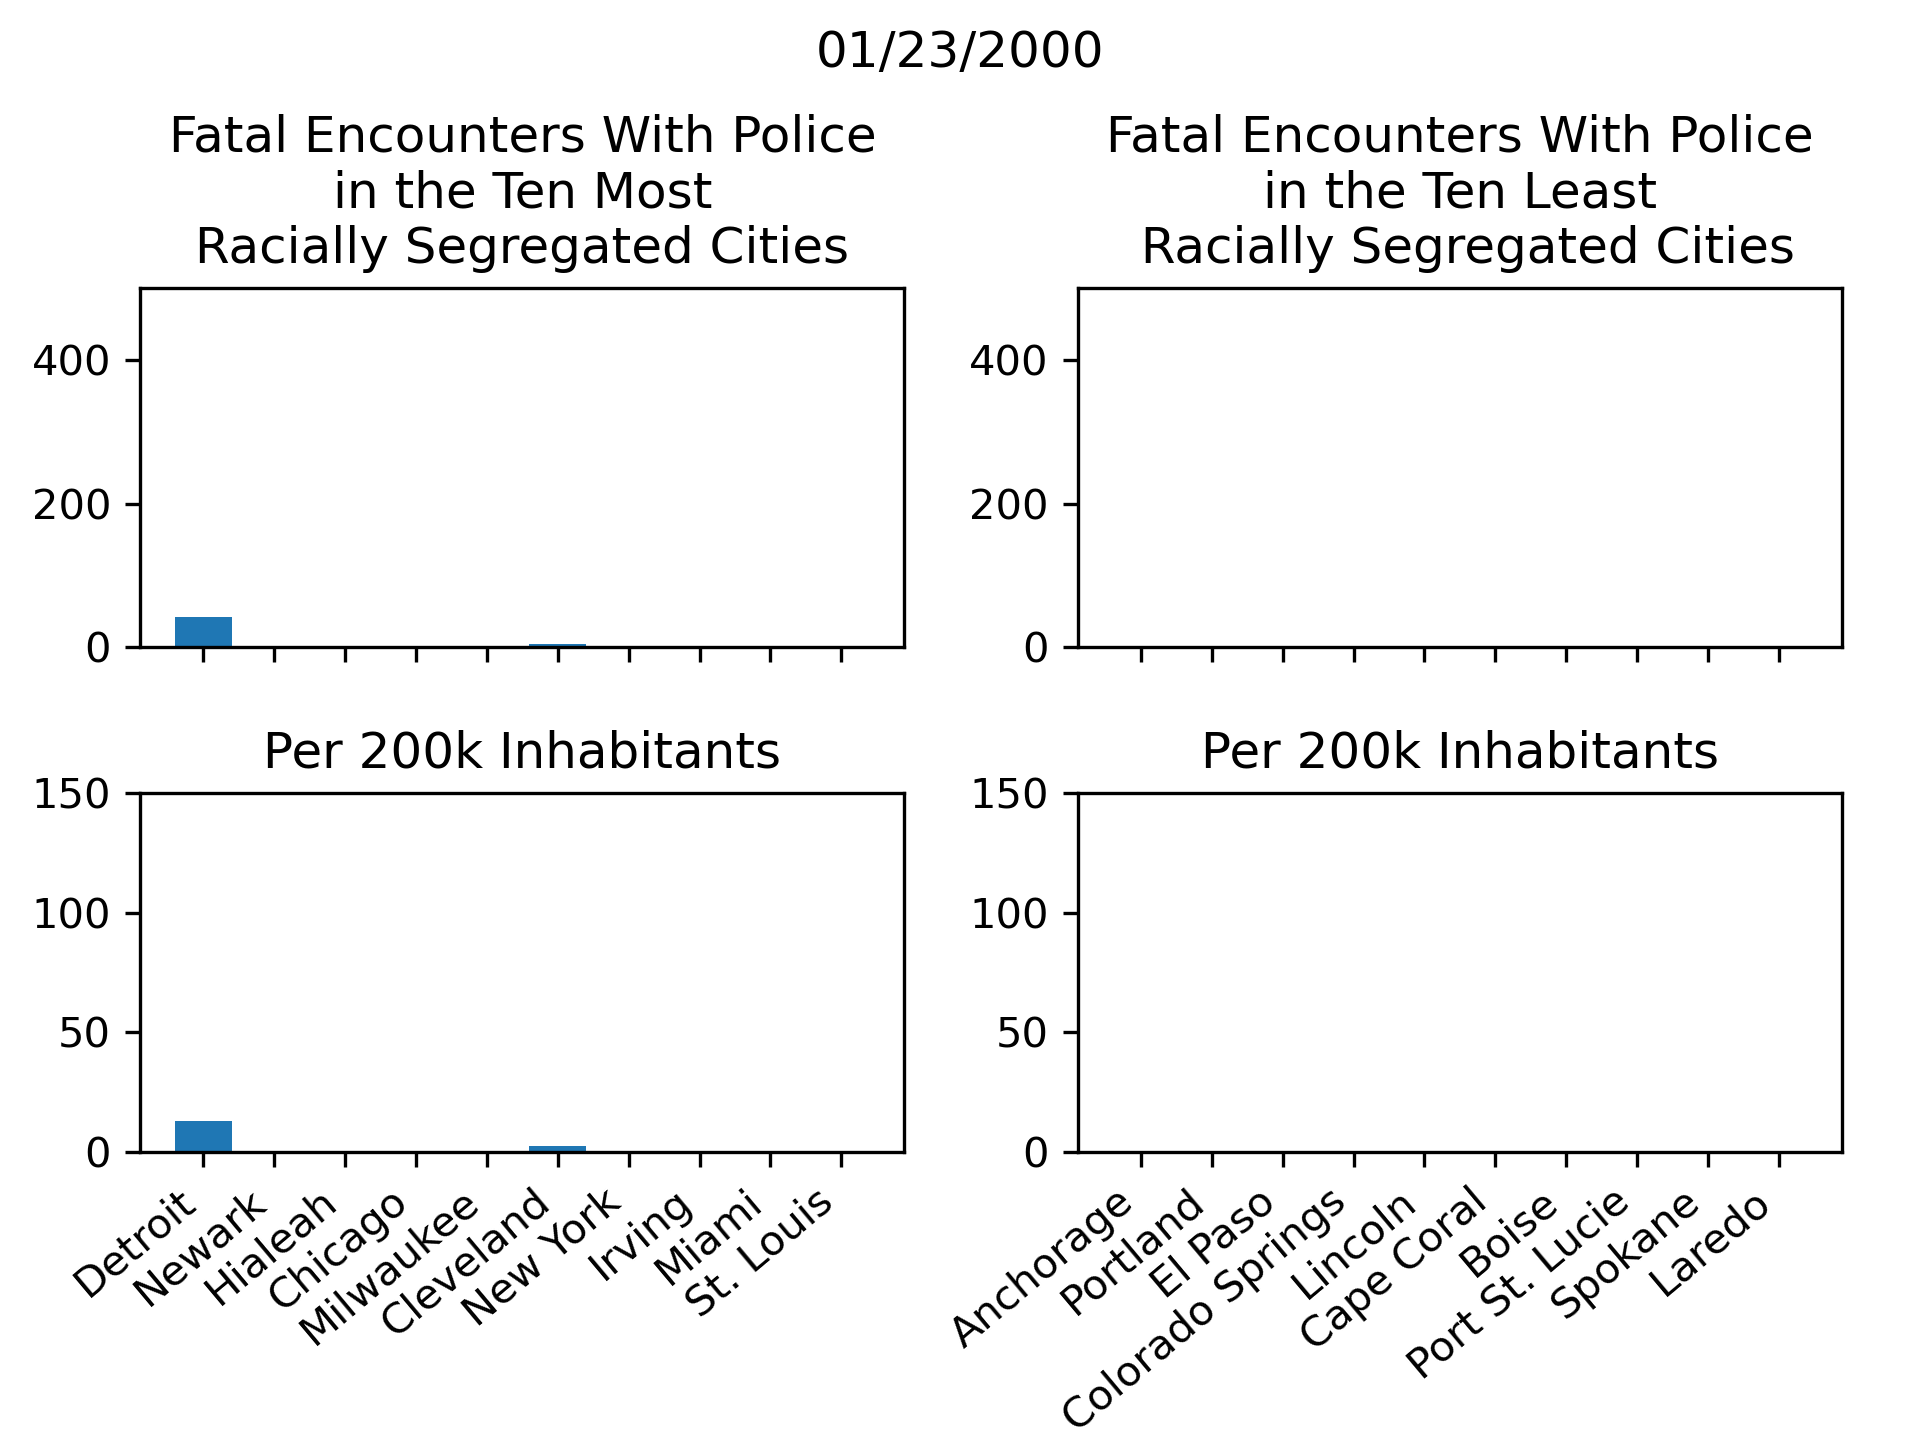 01/23/2000
Fatal Encounters With Police
in the Ten Most
Racially Segregated Cities
400
200
0
Fatal Encounters With Police
in the Ten Least
Racially Segregated Cities
400
200
0
Per 200k Inhabitants
150
100
50
0
Detroit
Newark
Hialeah
Chicago
Milwaukee
Cleveland
New York
Irving
Miami
St. Louis
Per 200k Inhabitants
150
100
50
0
Anchorage
Portland
El Paso
Colorado Springs
Lincoln
Cape Coral
Boise
Port St. Lucie
Spokane
Laredo